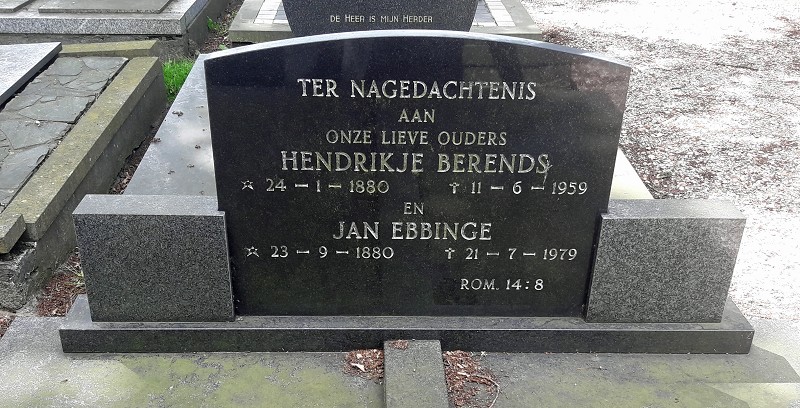 DE HEER IS MIJN HERDER
TER NAGEDACHTENIS
AAN
ONZE LIEVE OUDERS
HENDRIKJE BERENDS
☆ 24 – 1 – 1880 ✝ 11 – 6 – 1959
EN
JAN EBBINGE
☆ 23 – 9 – 1880 ✝ 21 – 7 – 1979
ROM. 14:8